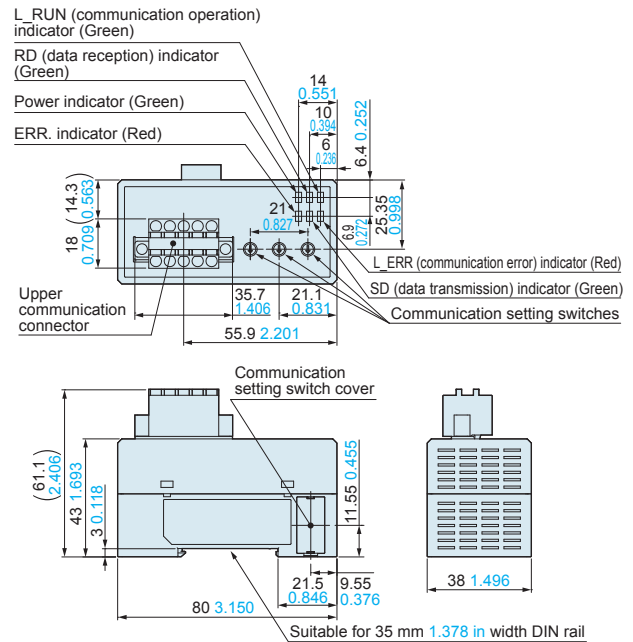 L_RUN (communication operation)
indicator (Green)
RD (data reception) indicator
(Green)
Power indicator (Green)
ERR. indicator (Red)
14
0.551
10
0.394
6
0.236
6.4 0.252
(14.3)
0.563
18
0.709
21
0.827
6.9
0.272
25.35
0.998
L_ERR (communication error) indicator (Red)
SD (data transmission) indicator (Green)
Communication setting switches
Upper
communication
connector
35.7
1.406
21.1
0.831
55.9 2.201
Communication
setting switch cover
(61.1)
2.406
43 1.693
3 0.118
11.55 0.455
21.5
0.846
9.55
0.376
80 3.150
38 1.496
Suitable for 35 mm 1.378 in width DIN rail